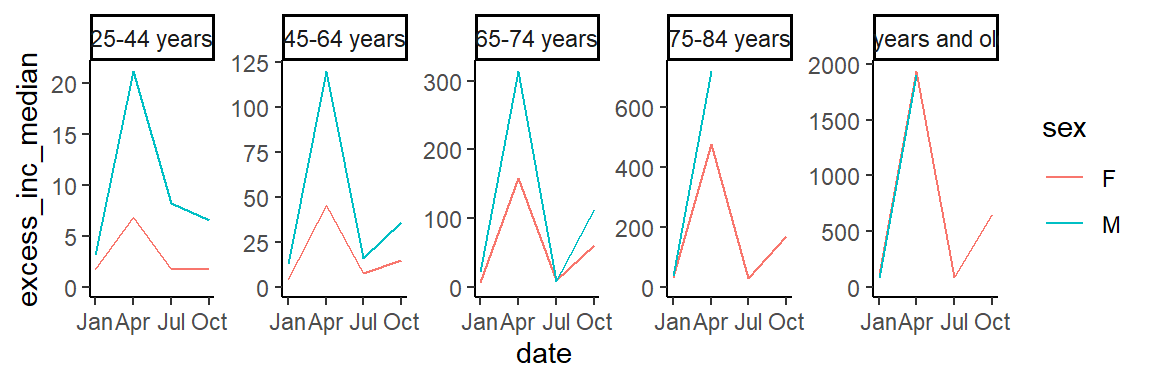 25-44 years
45-64 years
65-74 years
75-84 years
years and ol
excess_inc_median
20
15
10
5
0
125
100
75
50
25
0
300
200
100
0
600
400
200
0
2000
1500
1000
500
0
Jan Apr Jul Oct
Jan Apr Jul Oct
Jan Apr Jul Oct
Jan Apr Jul Oct
Jan Apr Jul Oct
date
sex
F
M